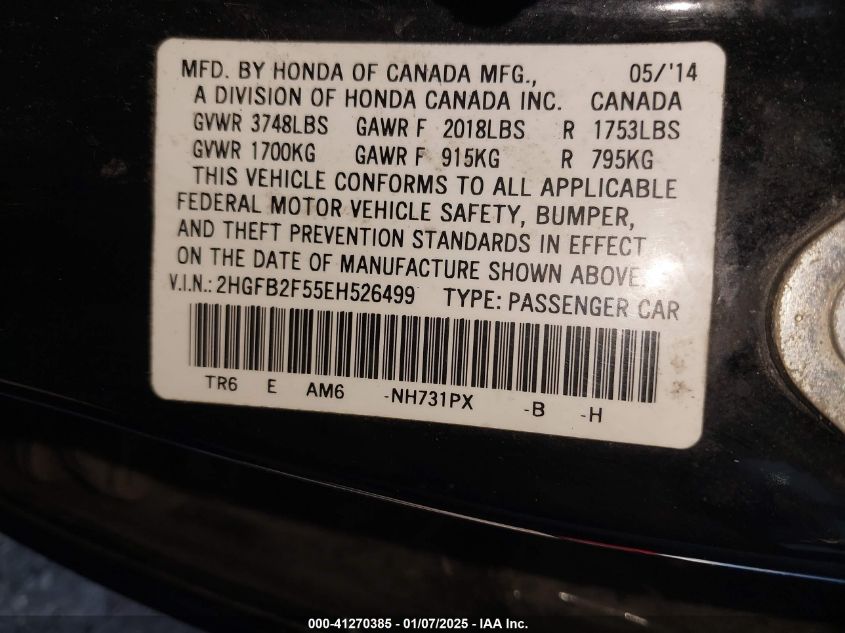 MFD. BY HONDA OF CANADA MFG., 05/'14
A DIVISION OF HONDA CANADA INC. CANADA
GVWR 3748LBS GAWR F 2018LBS R 1753LBS
GVWR 1700KG GAWR F 915KG R 795KG
THIS VEHICLE CONFORMS TO ALL APPLICABLE
FEDERAL MOTOR VEHICLE SAFETY, BUMPER,
AND THEFT PREVENTION STANDARDS IN EFFECT
ON THE DATE OF MANUFACTURE SHOWN ABOVE.
V.I.N.: 2HGFB2F55EH526499 TYPE: PASSENGER CAR
TR6 E AM6 -NH731PX -B -H
000-41270385 - 01/07/2025 - IAA Inc.